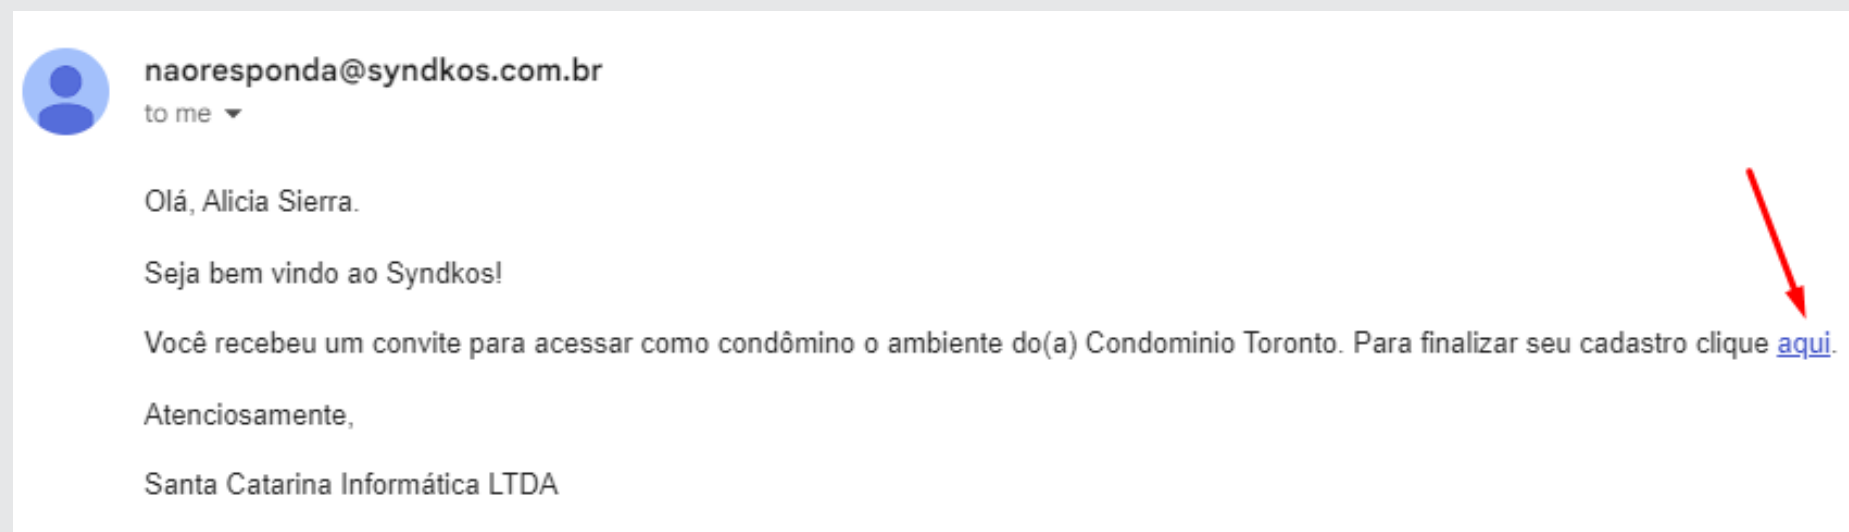 naoresponda@syndkos.com.br
to me
Olá, Alicia Sierra.
Seja bem vindo ao Syndkos!
Você recebeu um convite para acessar como condômino o ambiente do(a) Condominio Toronto. Para finalizar seu cadastro clique aqui.
Atenciosamente,
Santa Catarina Informática LTDA